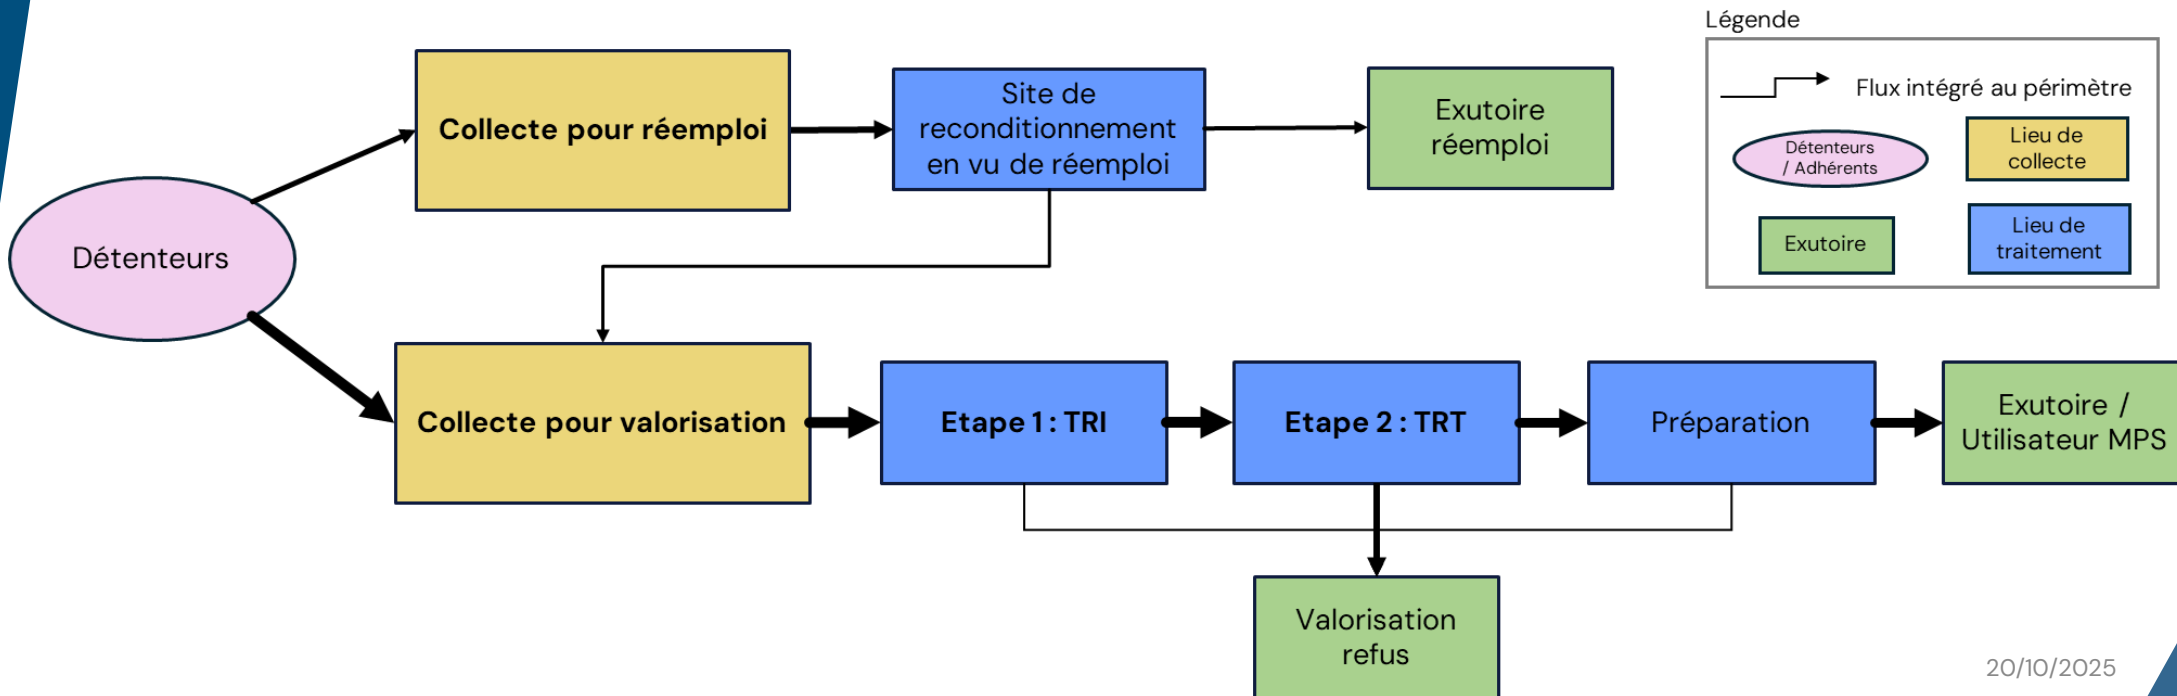 Légende
Flux intégré au périmètre
Détenteurs
/ Adhérents
Lieu de
collecte
Exutoire
Lieu de
traitement
Collecte pour réemploi
Site de
reconditionnement
en vu de réemploi
Exutoire
réemploi
Détenteurs
Collecte pour valorisation
Etape 1 : TRI
Etape 2 : TRT
Préparation
Exutoire /
Utilisateur MPS
Valorisation
refus
20/10/2025